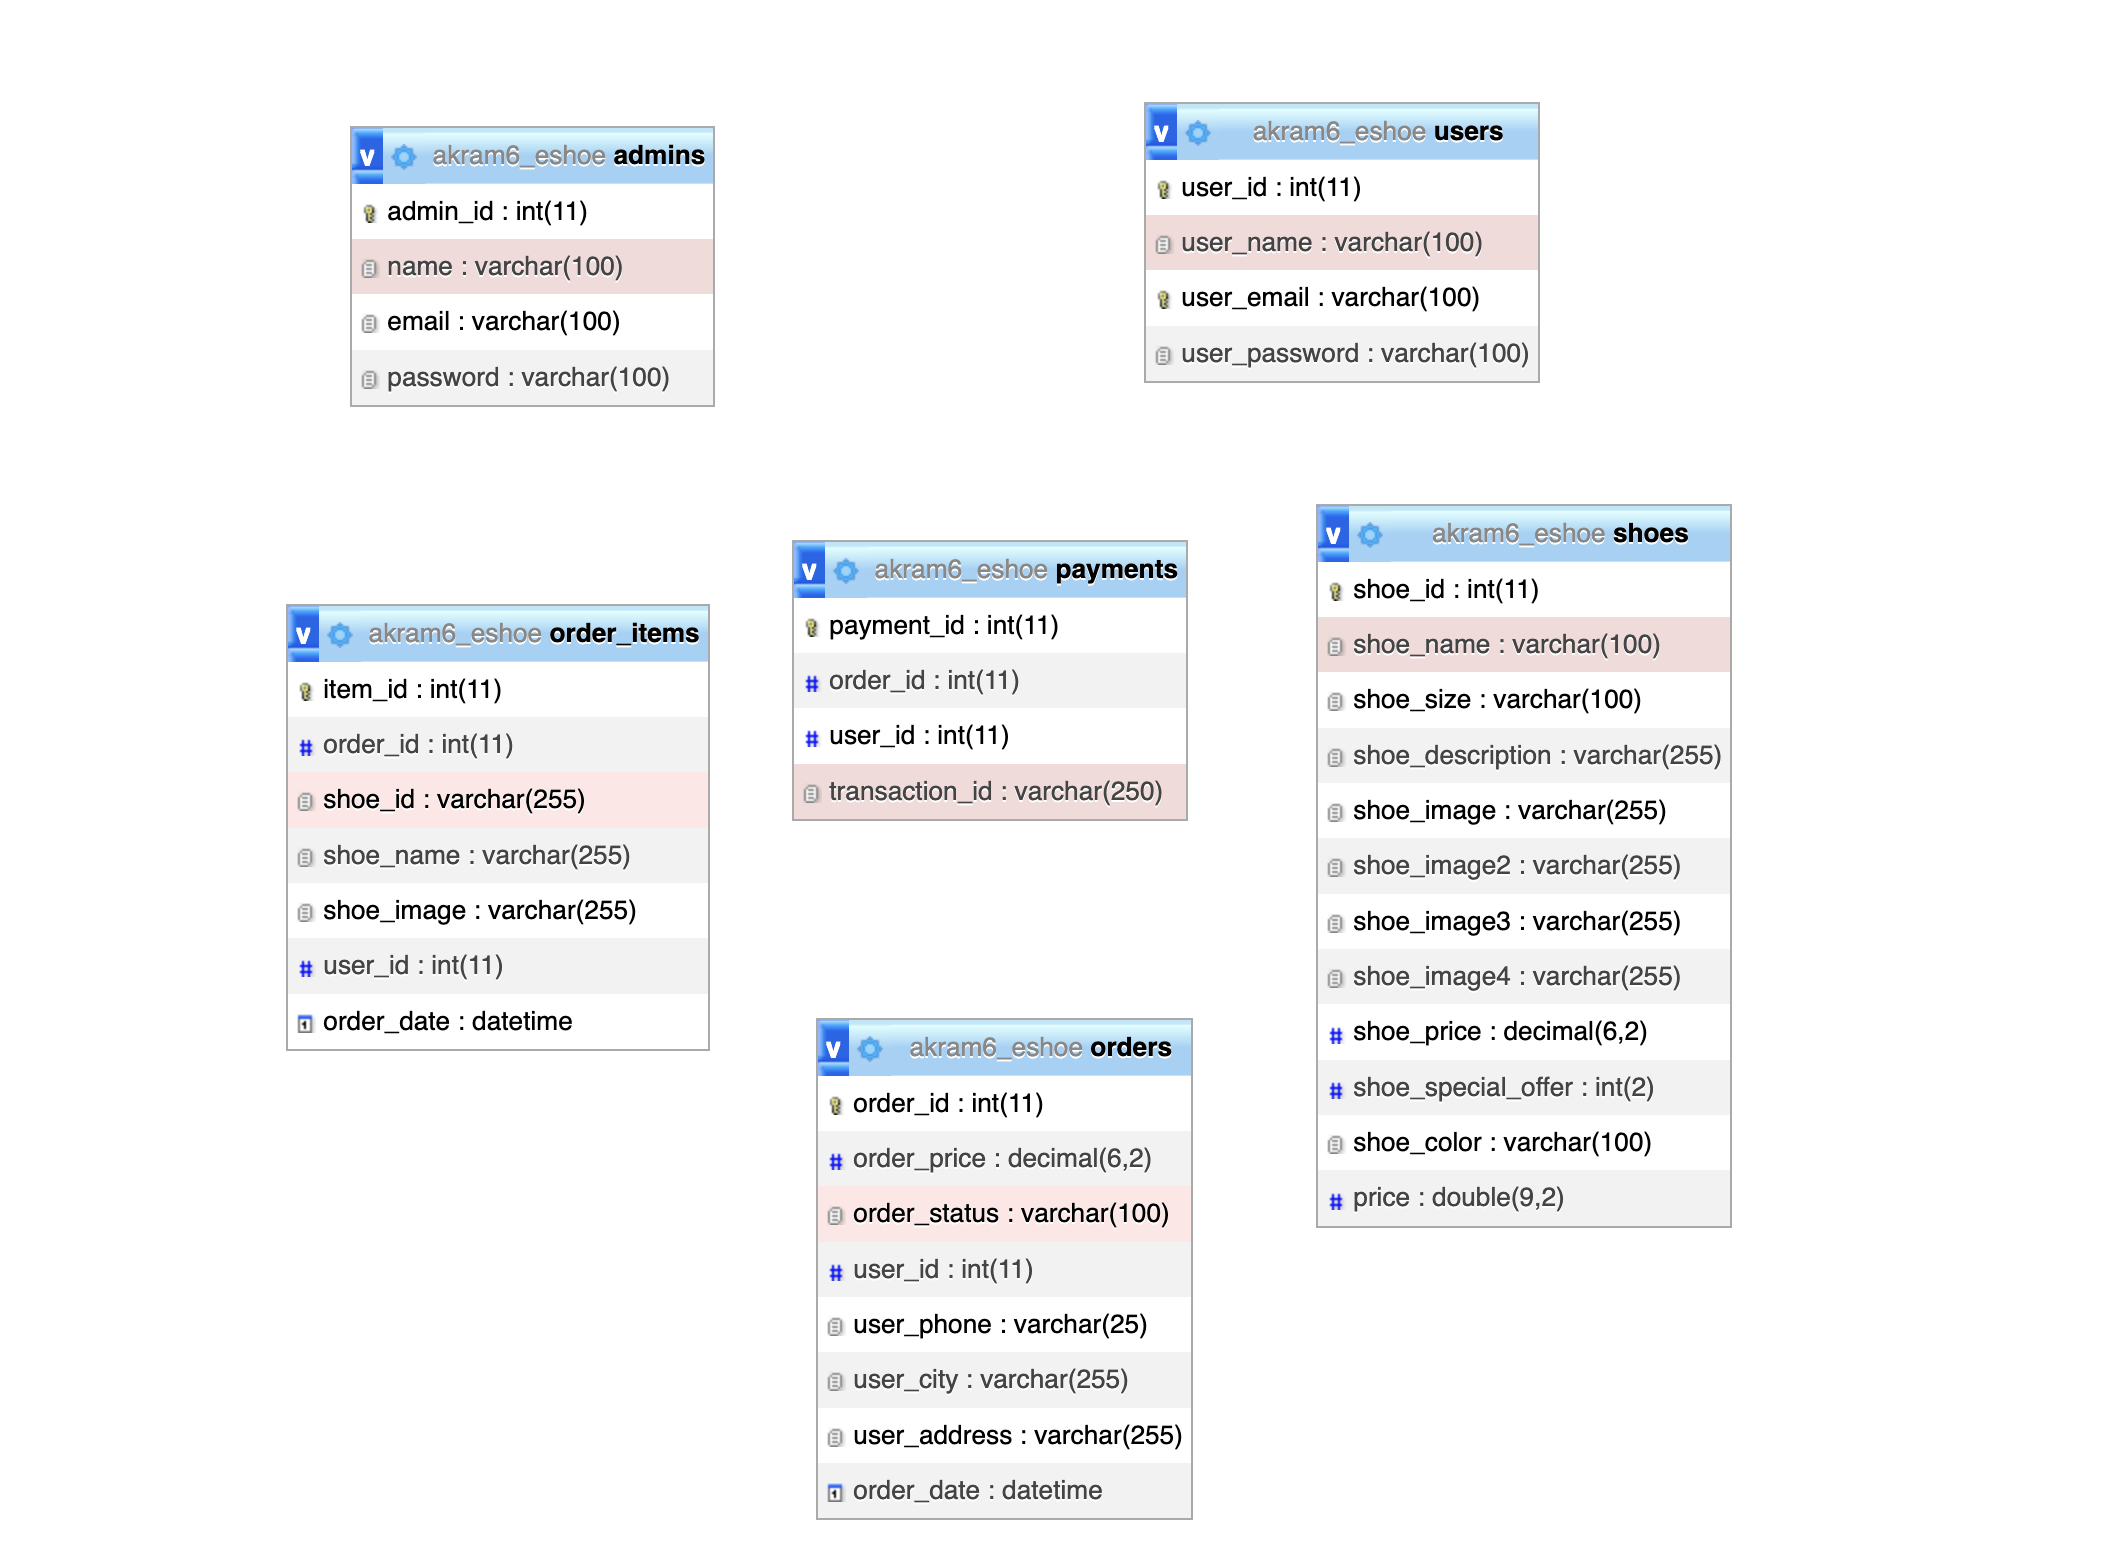 v akram6_eshoe admins
admin_id : int(11)
name : varchar(100)
email : varchar(100)
password : varchar(100)
v akram6_eshoe users
user_id : int(11)
user_name : varchar(100)
user_email : varchar(100)
user_password : varchar(100)
v akram6_eshoe order_items
item_id : int(11)
# order_id : int(11)
shoe_id : varchar(255)
shoe_name : varchar(255)
shoe_image : varchar(255)
# user_id : int(11)
order_date : datetime
v akram6_eshoe payments
payment_id : int(11)
# order_id : int(11)
# user_id : int(11)
transaction_id : varchar(250)
v akram6_eshoe shoes
shoe_id : int(11)
shoe_name : varchar(100)
shoe_size : varchar(100)
shoe_description : varchar(255)
shoe_image : varchar(255)
shoe_image2 : varchar(255)
shoe_image3 : varchar(255)
shoe_image4 : varchar(255)
# shoe_price : decimal(6,2)
# shoe_special_offer : int(2)
shoe_color : varchar(100)
# price : double(9,2)
v akram6_eshoe orders
order_id : int(11)
# order_price : decimal(6,2)
order_status : varchar(100)
# user_id : int(11)
user_phone : varchar(25)
user_city : varchar(255)
user_address : varchar(255)
order_date : datetime